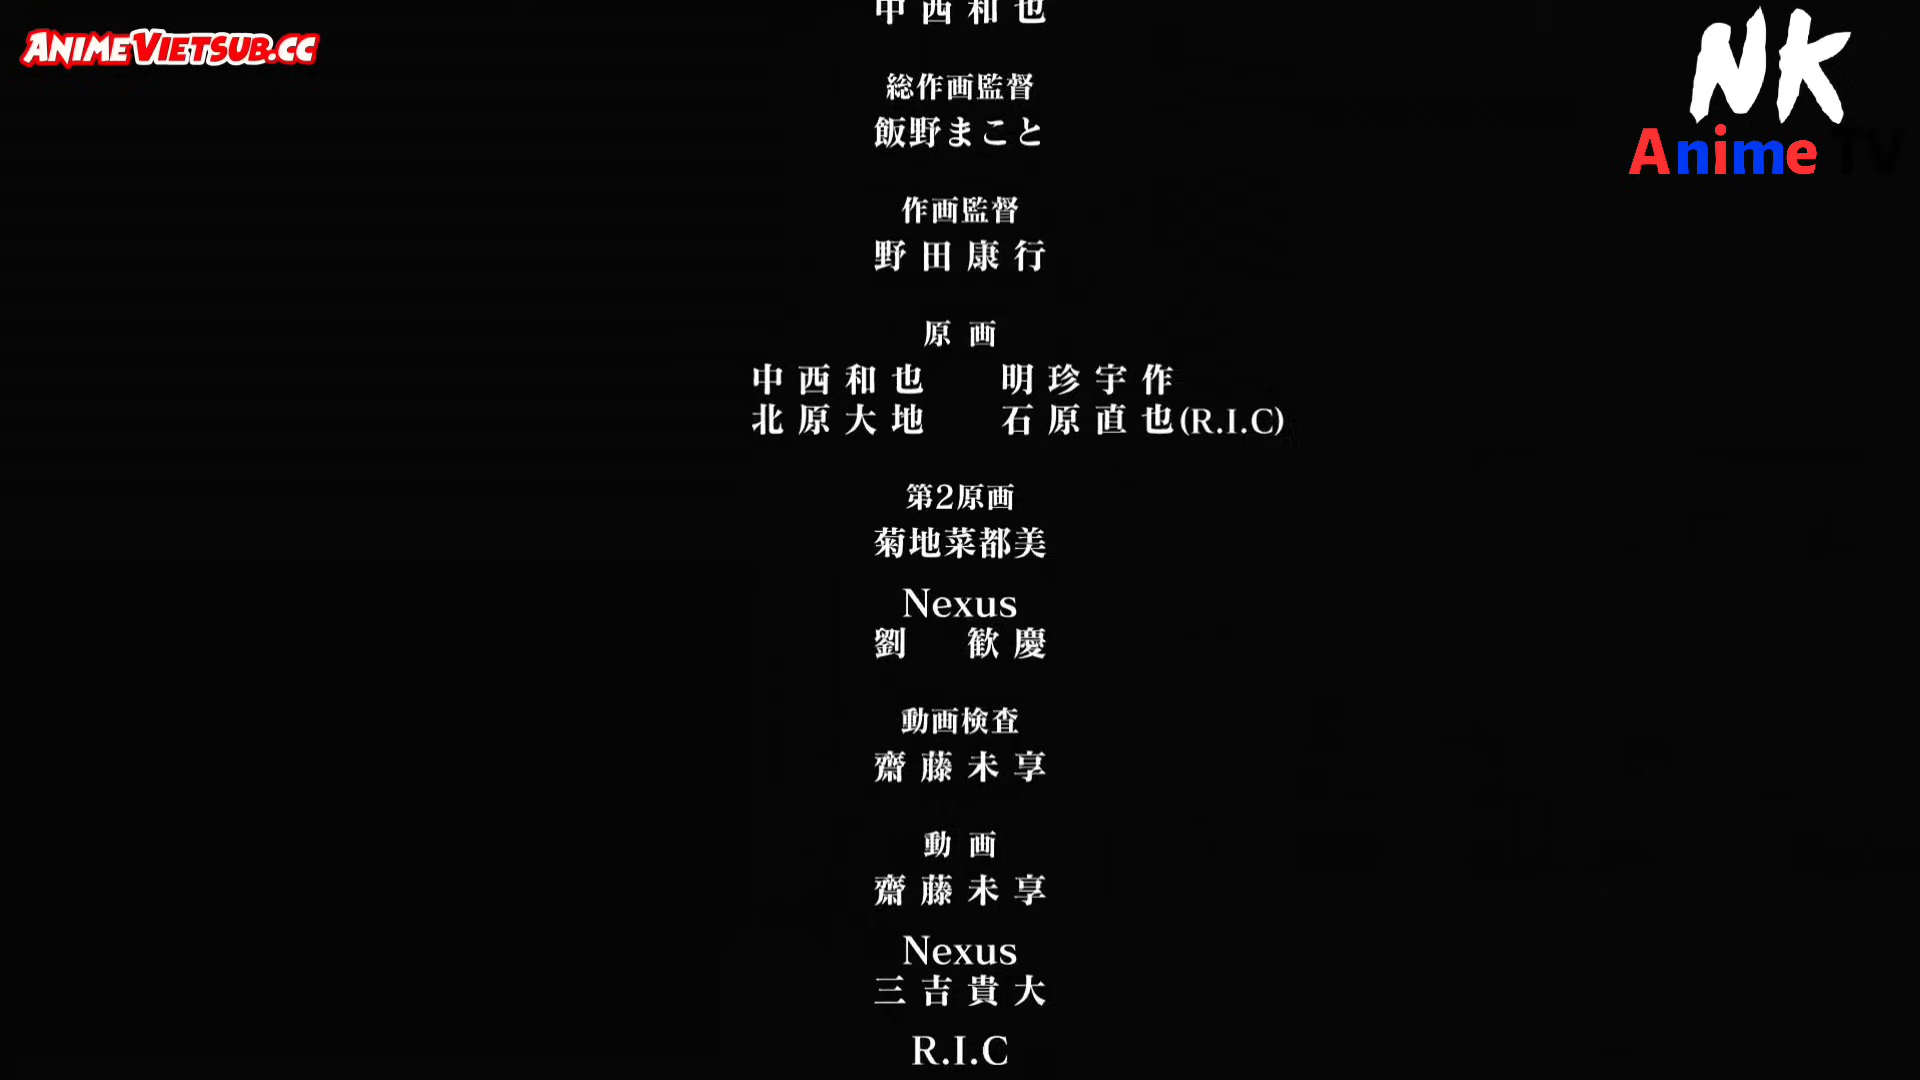 中西和也
ANIMEVIETSUB.CC
NK
Anime TV
総作画監督
飯野まこと
作画監督
野田康行
原画
中西和也 明珍宇作
北原大地 石原直也(R.I.C)
第2原画
菊地菜都美
Nexus
劉 歓慶
動画検査
齋藤未享
動画
齋藤未享
Nexus
三吉貴大
R.I.C